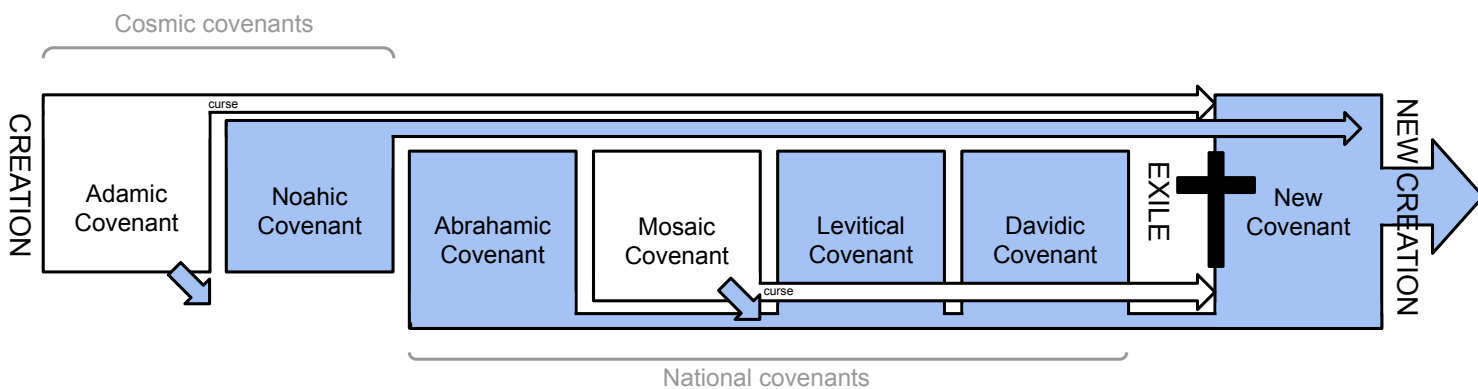 Cosmic covenants
CREATION
curse
Adamic
Covenant
Noahic
Covenant
Abrahamic
Covenant
Mosaic
Covenant
curse
Levitical
Covenant
Davidic
Covenant
EXILE
New
Covenant
NEW CREATION
National covenants